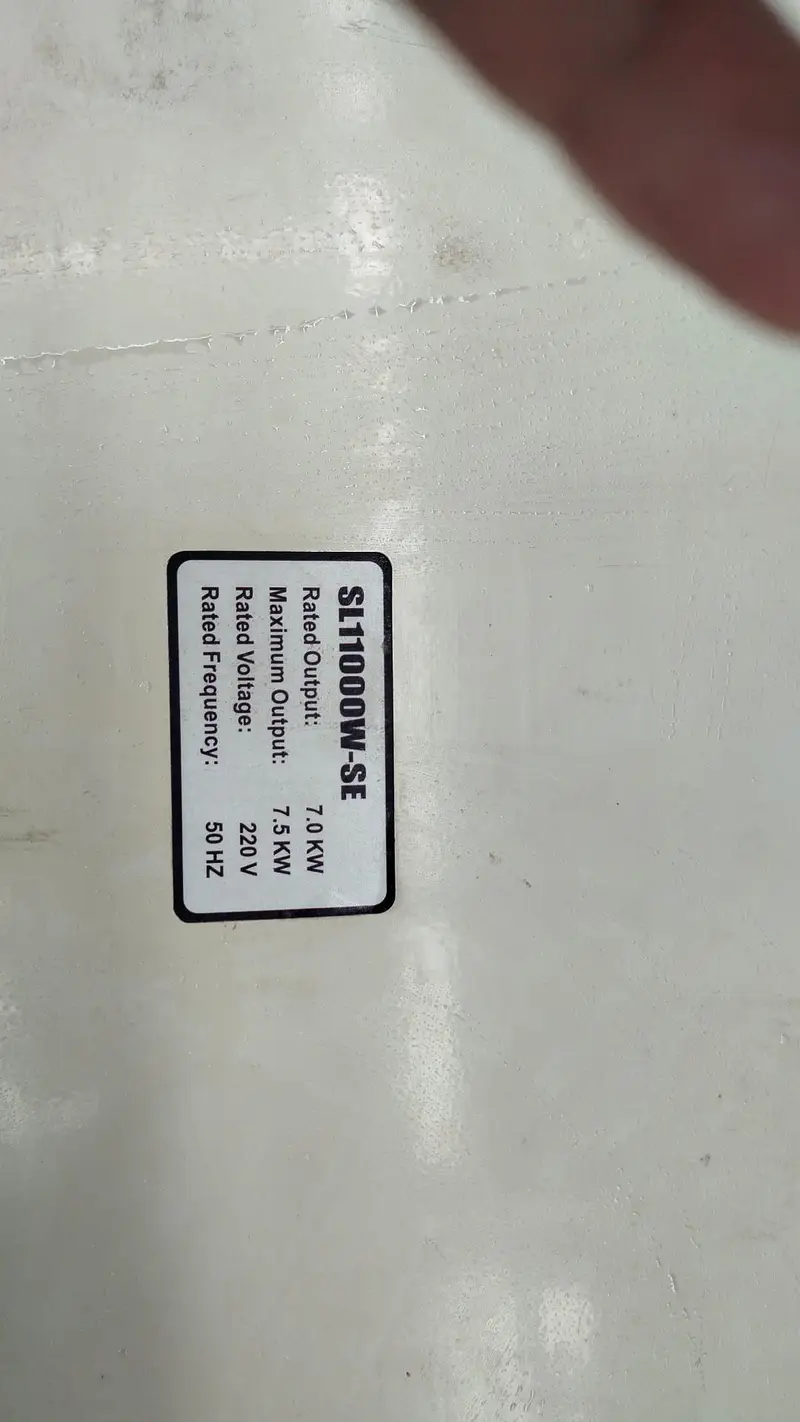 SL11000W-SE
Rated Output: 7.0 KW
Maximum Output: 7.5 KW
Rated Voltage: 220 V
Rated Frequency: 50 HZ